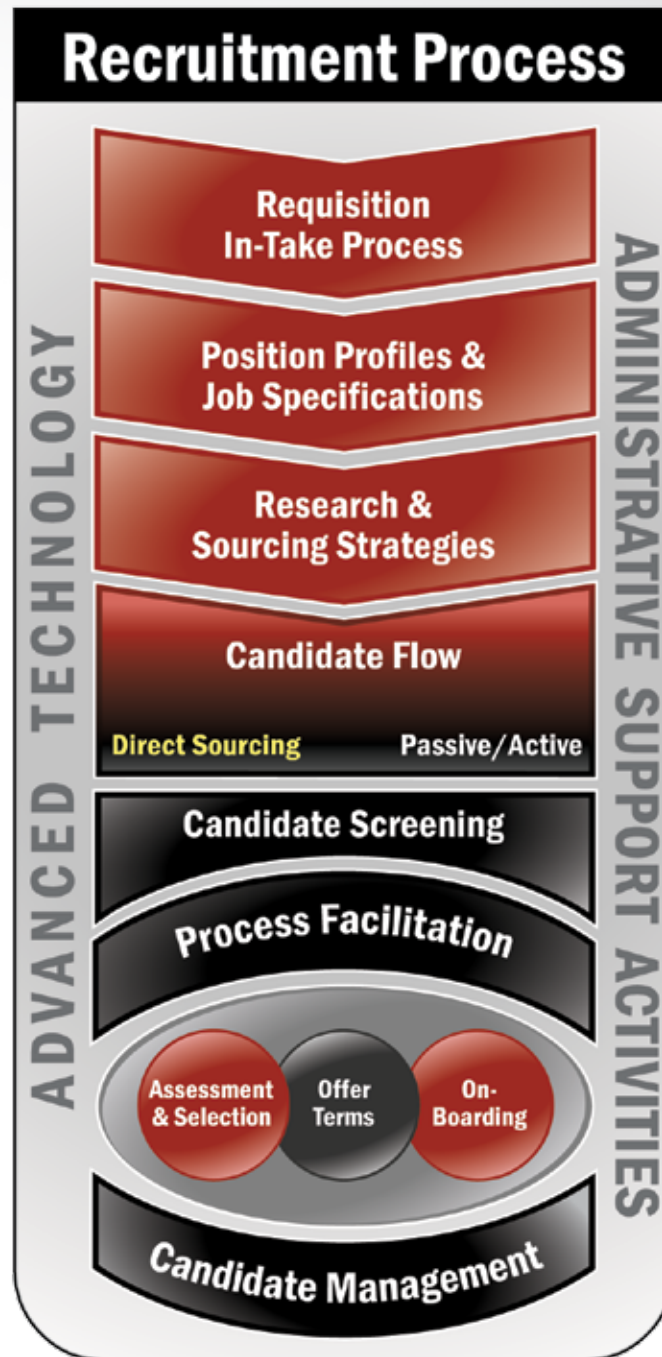 Recruitment Process
ADVANCED TECHNOLOGY
Requisition
In-Take Process
Position Profiles &
Job Specifications
Research &
Sourcing Strategies
Candidate Flow
Direct Sourcing
Passive/Active
Candidate Screening
Process Facilitation
Assessment
& Selection
Offer
Terms
On-
Boarding
Candidate Management
ADMINISTRATIVE SUPPORT ACTIVITIES